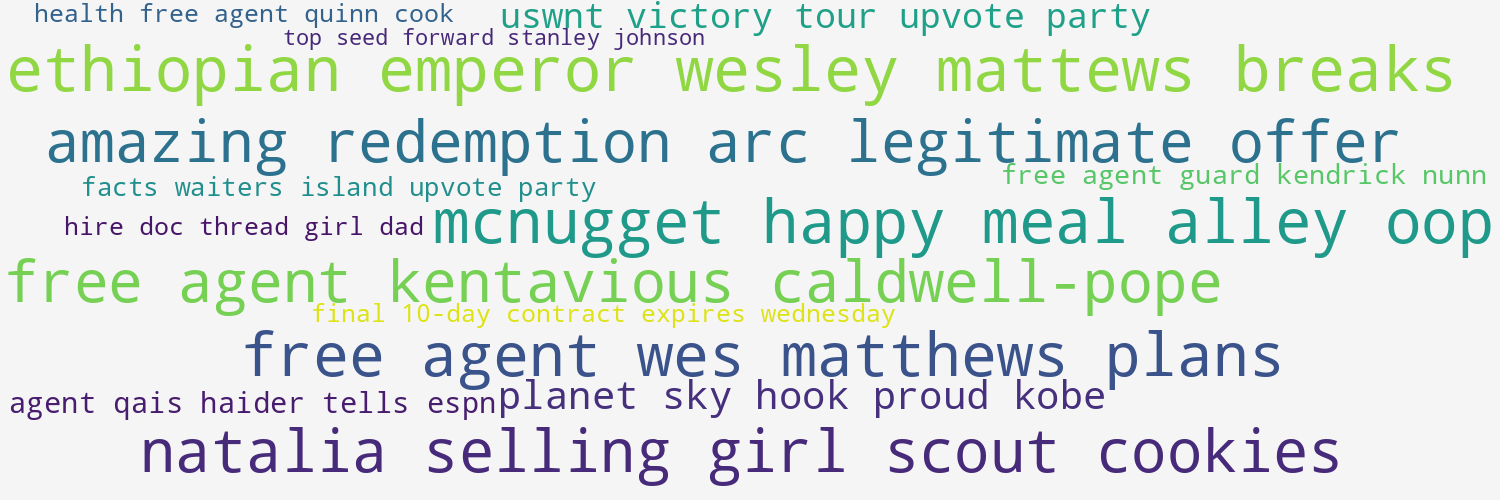 health free agent quinn cook
uswnt victory tour upvote party
top seed forward stanley johnson
ethiopian emperor wesley mattews breaks
amazing redemption arc legitimate offer
free agent guard kendrick nunn
facts waiters island upvote party
hire doc thread girl dad
mcnugget happy meal alley oop
free agent kentavious caldwell-pope
final 10-day contract expires wednesday
free agent wes matthews plans
agent qais haider tells espn
planet sky hook proud kobe
natalia selling girl scout cookies